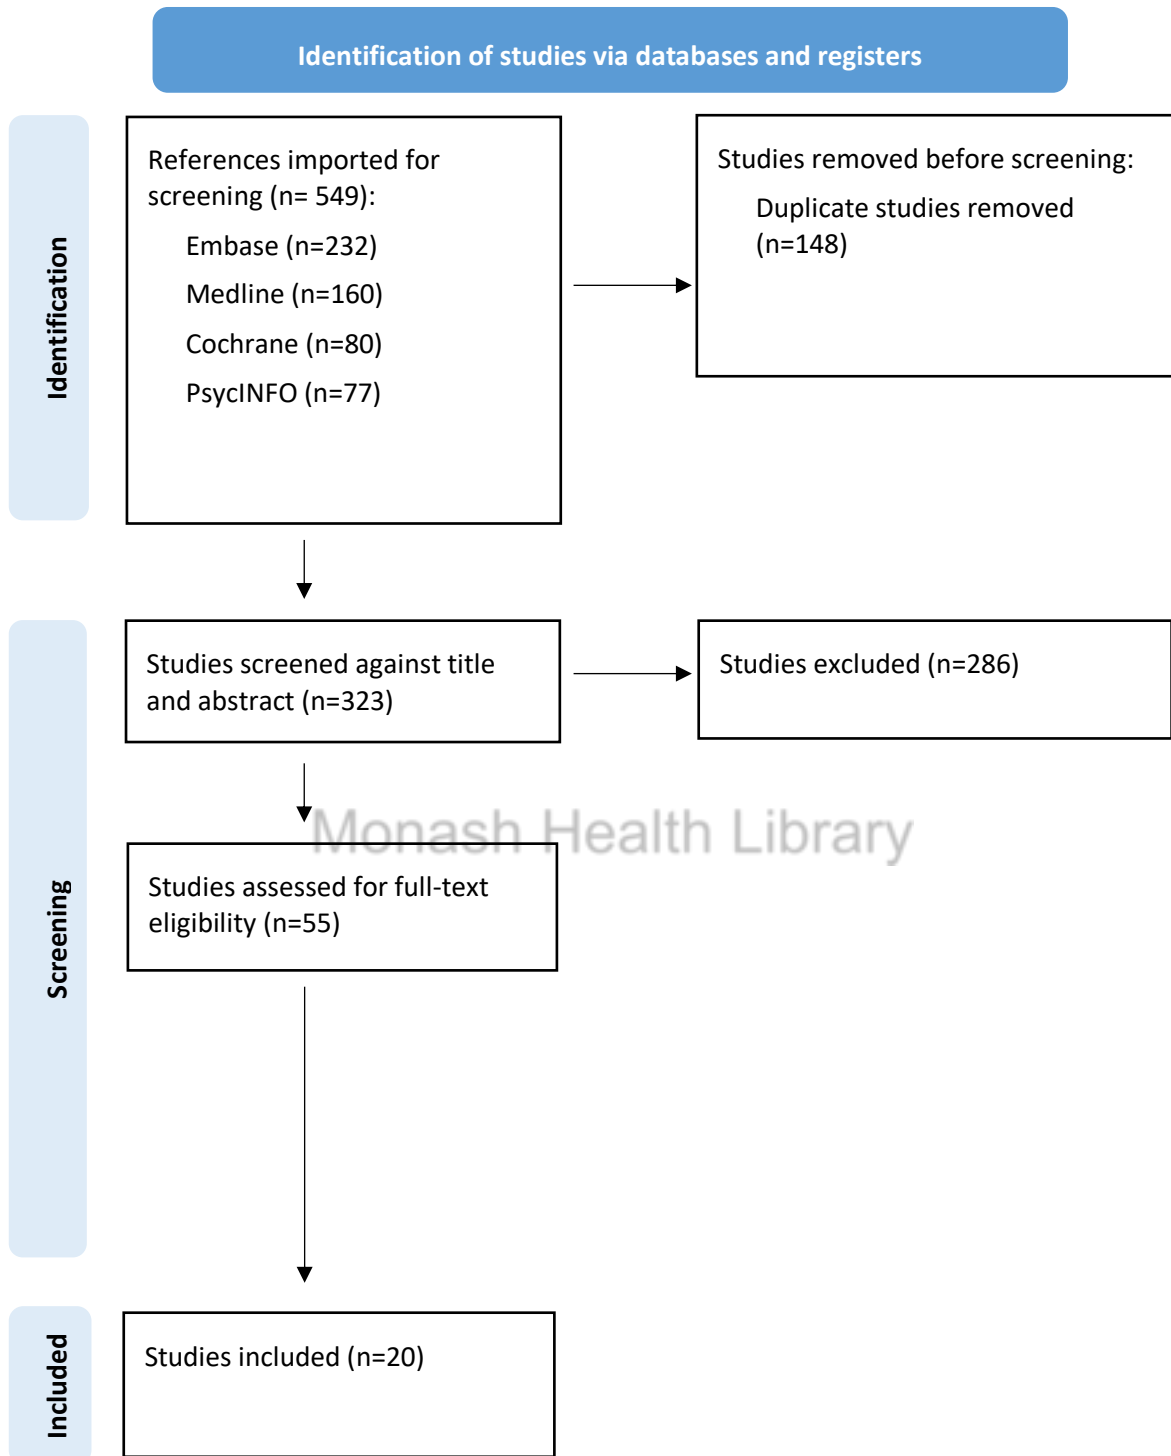 Identification of studies via databases and registers
Identification
References imported for
screening (n= 549):
Embase (n=232)
Medline (n=160)
Cochrane (n=80)
PsycINFO (n=77)
Studies removed before screening:
Duplicate studies removed
(n=148)
Screening
Studies screened against title
and abstract (n=323)
Studies excluded (n=286)
Monash Health Library
Studies assessed for full-text
eligibility (n=55)
Included
Studies included (n=20)